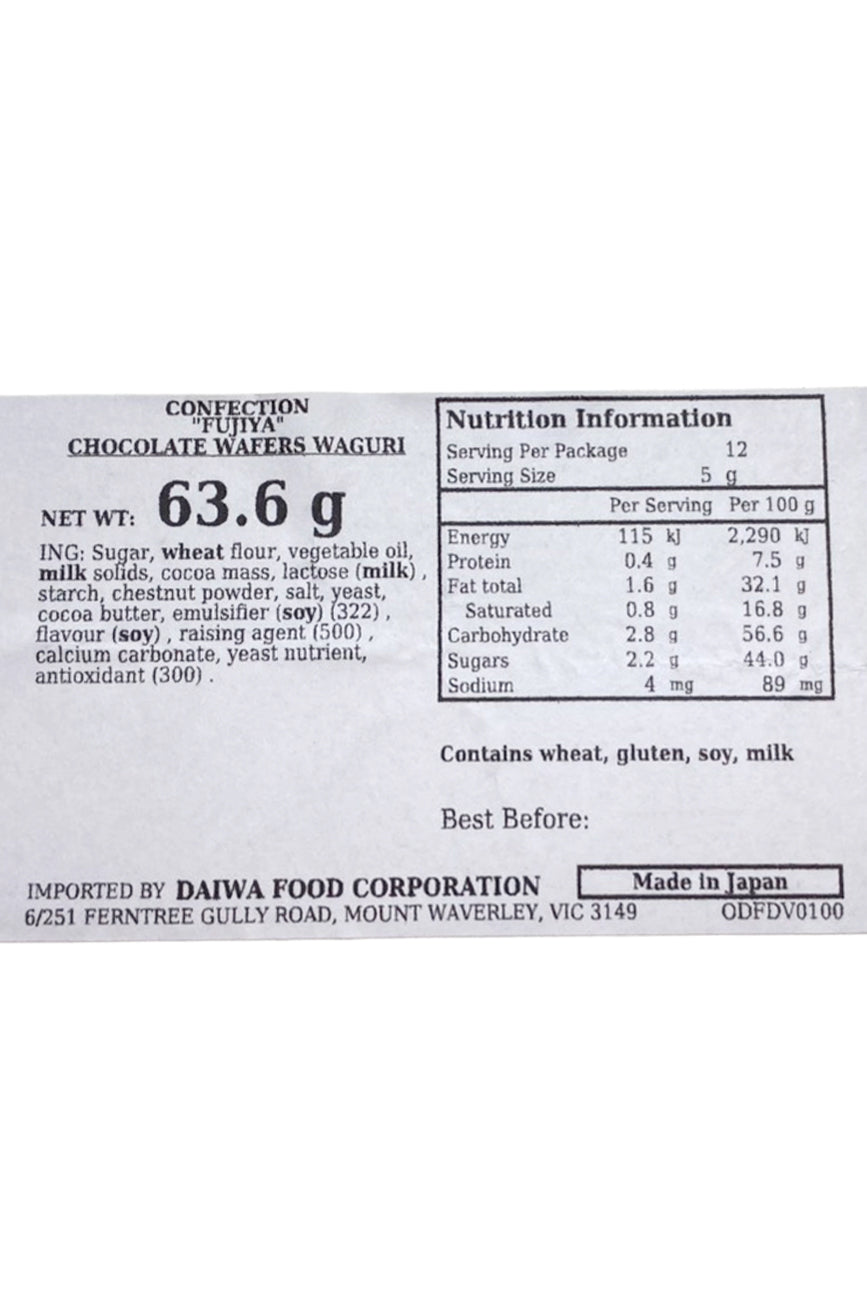 CONFECTION
"FUJIYA"
CHOCOLATE WAFERS WAGURI
NET WT: 63.6 g
ING: Sugar, wheat flour, vegetable oil,
milk solids, cocoa mass, lactose (milk) ,
starch, chestnut powder, salt, yeast,
cocoa butter, emulsifier (soy) (322) ,
flavour (soy) , raising agent (500) ,
calcium carbonate, yeast nutrient,
antioxidant (300) .
Nutrition Information
Serving Per Package 12
Serving Size 5 g
Per Serving Per 100 g
Energy 115 kJ 2,290 kJ
Protein 0.4 g 7.5 g
Fat total 1.6 g 32.1 g
Saturated 0.8 g 16.8 g
Carbohydrate 2.8 g 56.6 g
Sugars 2.2 g 44.0 g
Sodium 4 mg 89 mg
Contains wheat, gluten, soy, milk
Best Before:
IMPORTED BY DAIWA FOOD CORPORATION
Made in Japan
6/251 FERNTREE GULLY ROAD, MOUNT WAVERLEY, VIC 3149
ODFDV0100